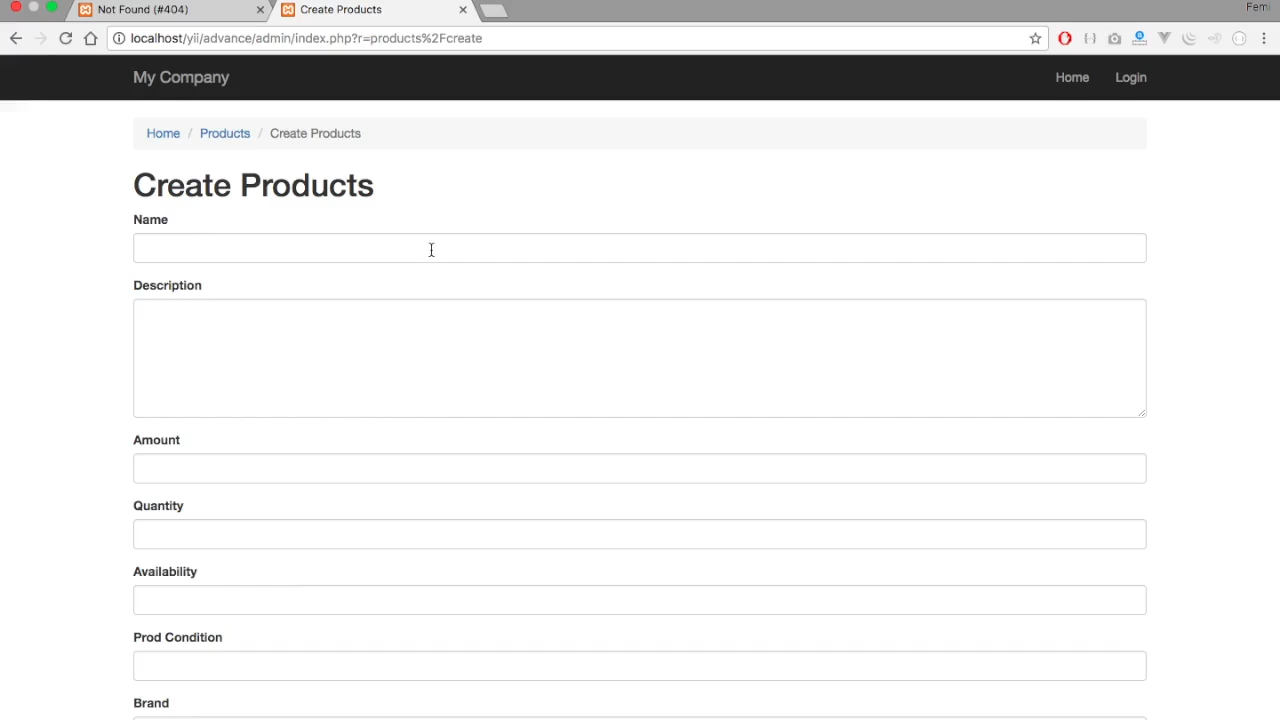 Not Found (#404)
Create Products
Femi
localhost/yii/advance/admin/index.php?r=products%2Fcreate
My Company
Home
Login
Home / Products / Create Products
Create Products
Name
Description
Amount
Quantity
Availability
Prod Condition
Brand